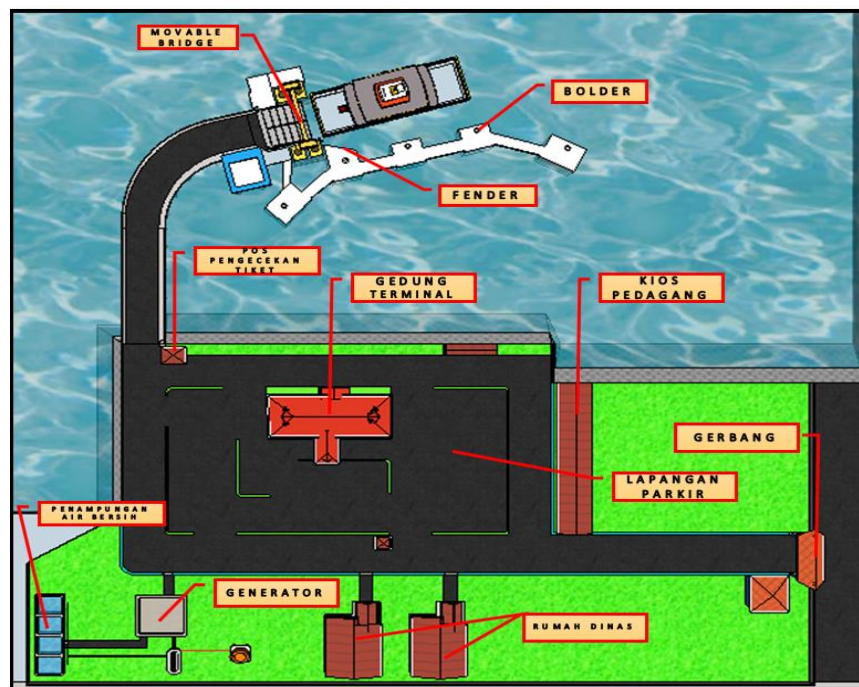 MOVABLE
BRIDGE
BOLDER
FENDER
POS
PENGECEKAN
TIKET
GEDUNG
TERMINAL
KIOS
PEDAGANG
GERBANG
LAPANGAN
PARKIR
PENAMPUNGAN
AIR BERSIH
GENERATOR
RUMAH DINAS